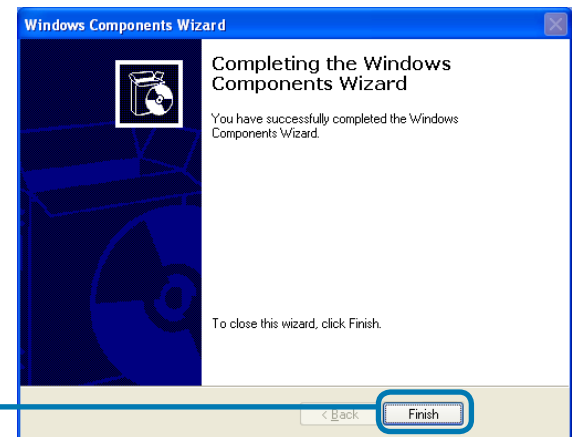 Windows Components Wizard
Completing the Windows
Components Wizard
You have successfully completed the Windows
Components Wizard.
To close this wizard, click Finish.
< Back
Finish